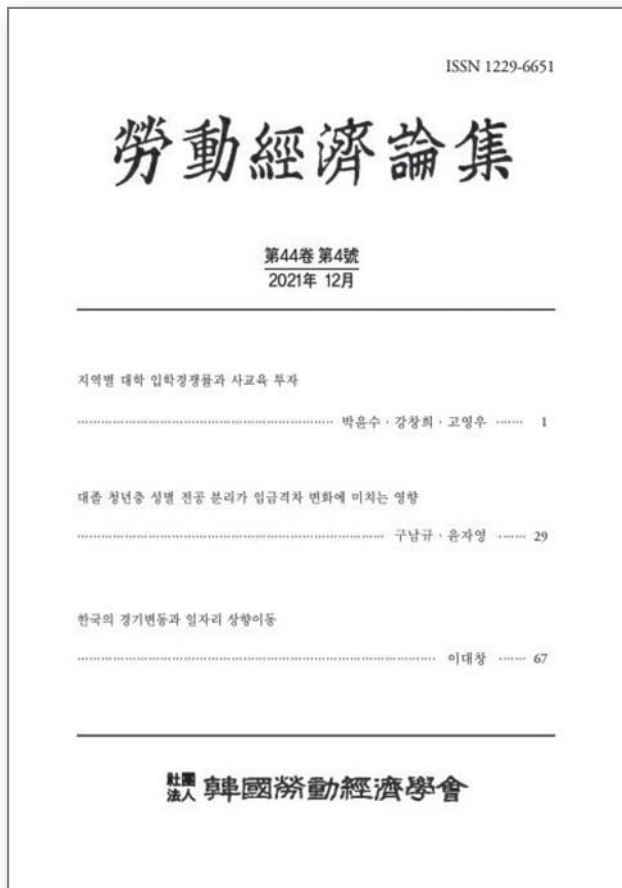 ISSN 1229-6651
勞動經濟論集
第44卷 第4號
2021年 12月
지역별 대학 입학경쟁률과 사교육 투자
박윤수 · 강창희 · 고영우 1
대졸 청년층 성별 전공 분리가 임금격차 변화에 미치는 영향
구남규 · 윤자영 29
한국의 경기변동과 일자리 상향이동
이대창 67
社團法人 韓國勞動經濟學會